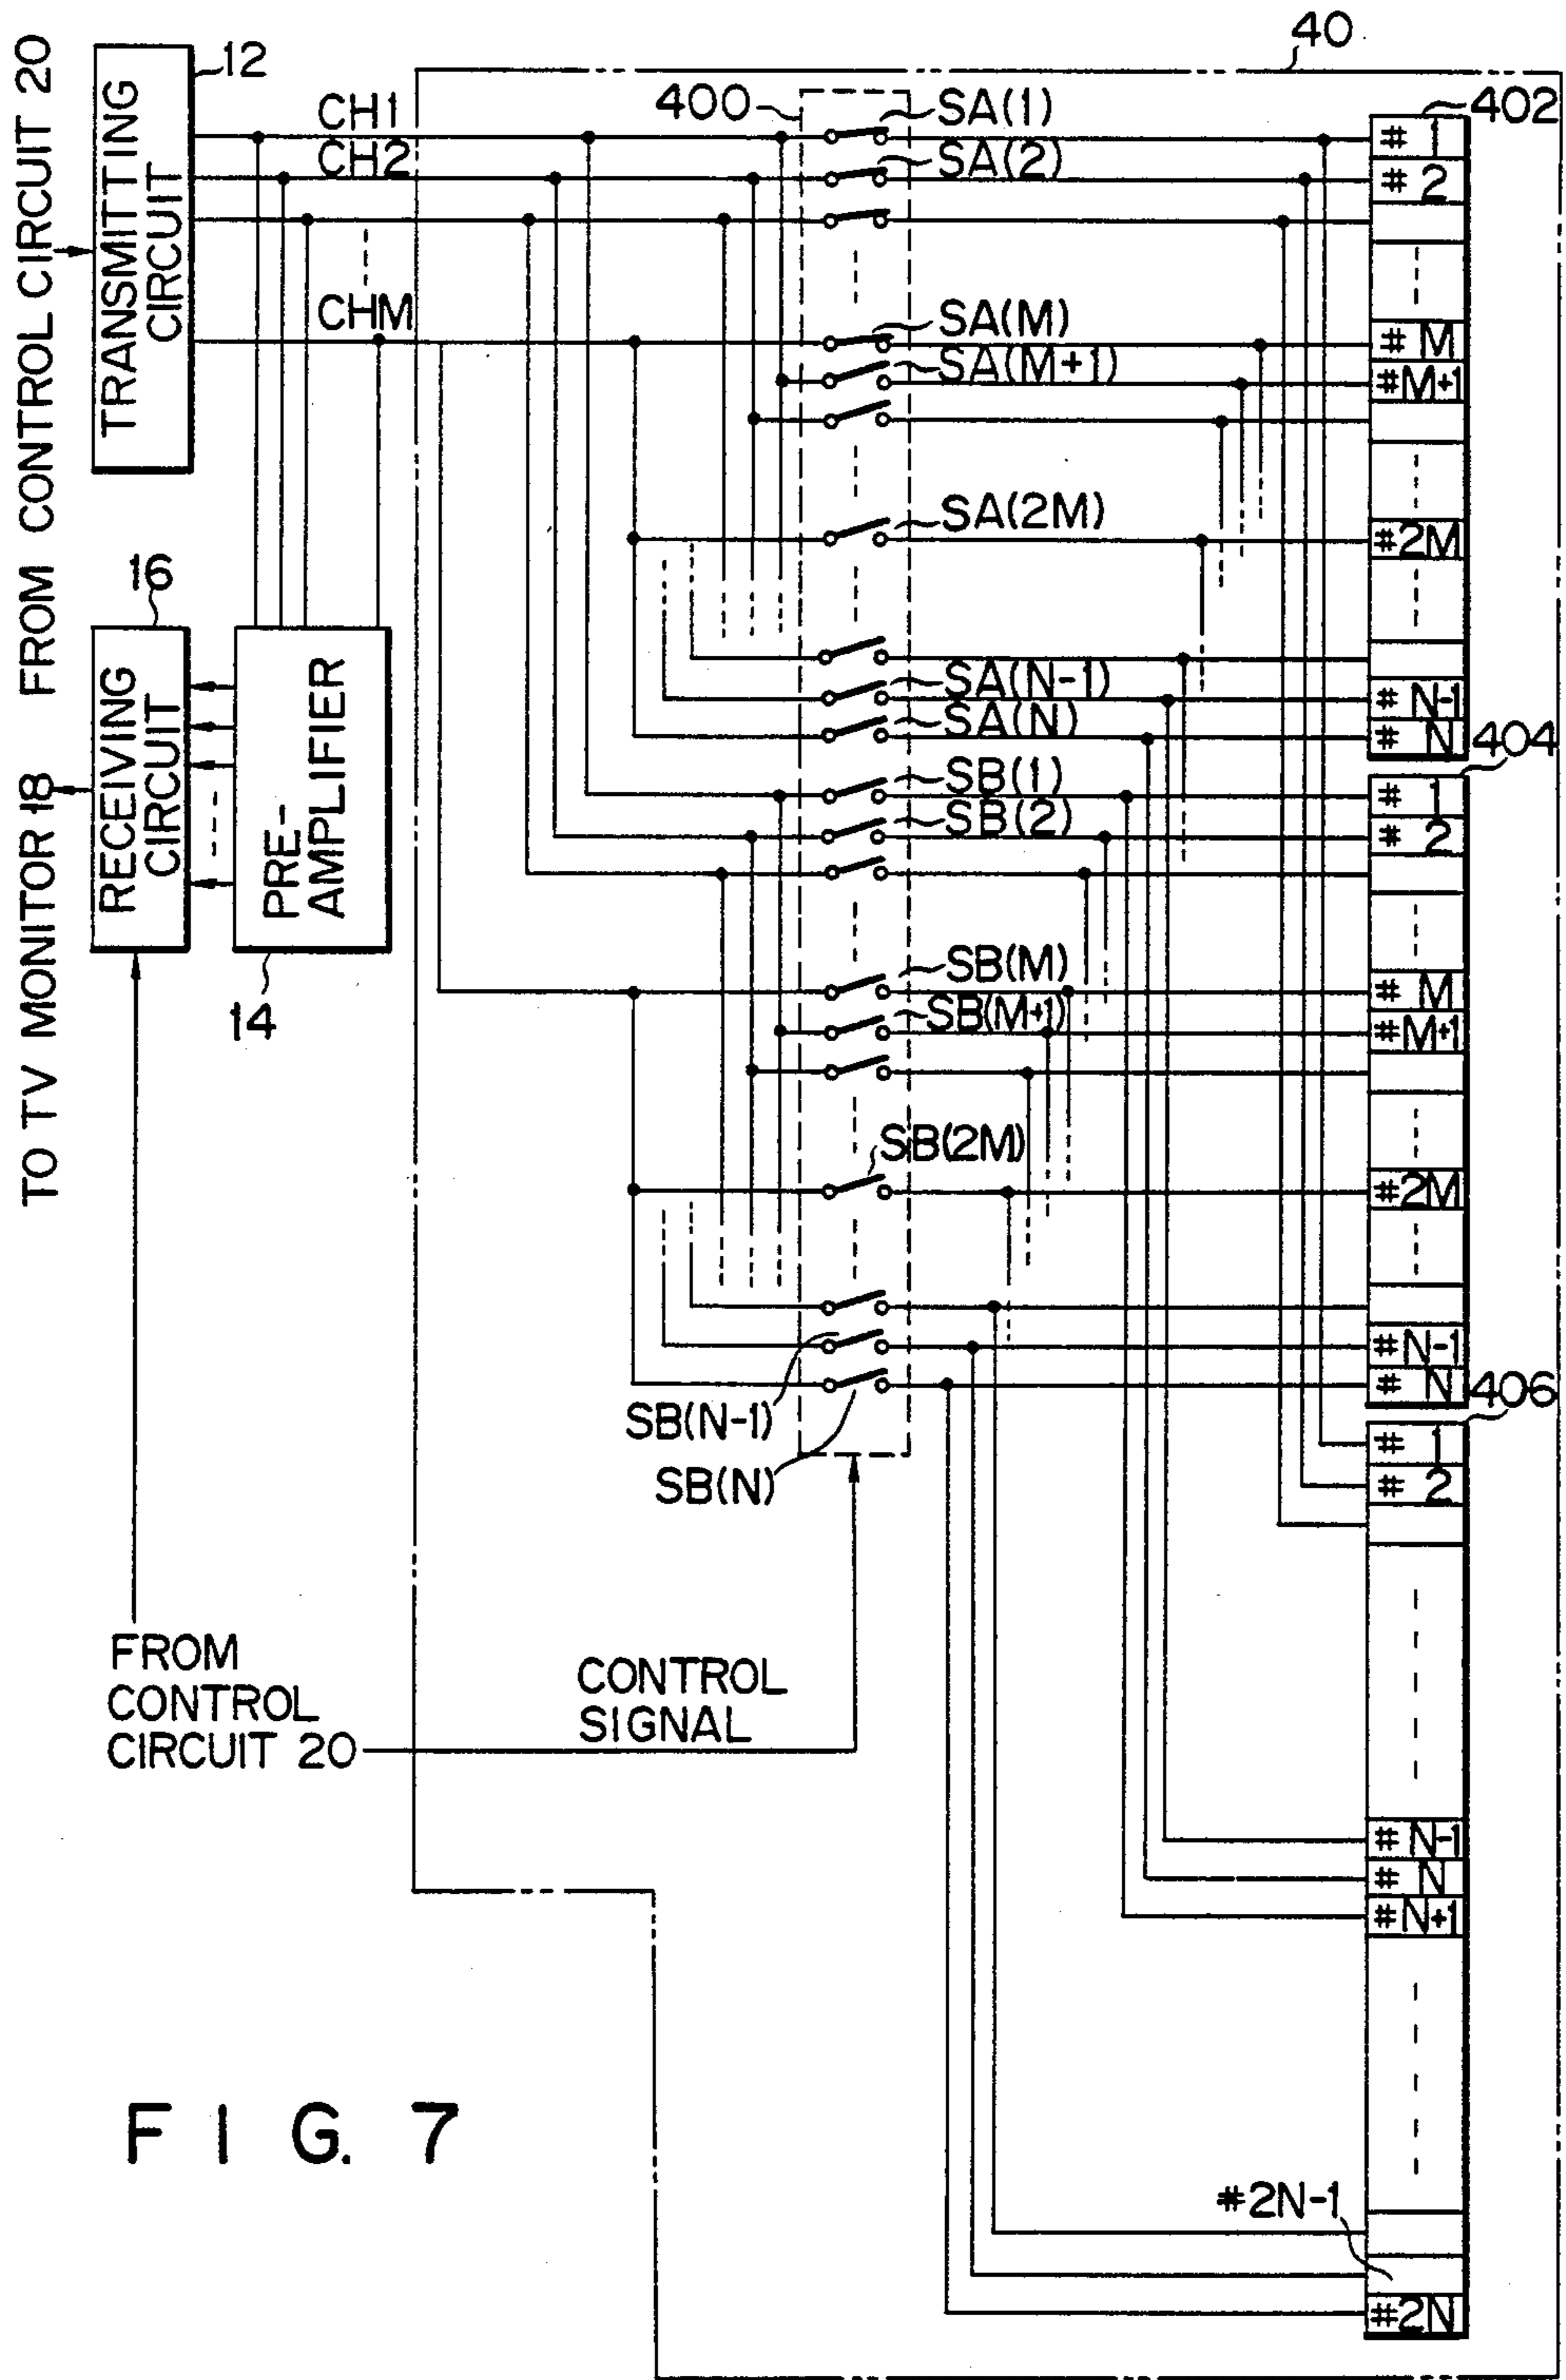 40
FROM CONTROL CIRCUIT 20
TRANSMITTING
CIRCUIT
12
CH1
CH2
CHM
400
SA(1)
SA(2)
SA(M)
SA(M+1)
SA(2M)
SA(N-1)
SA(N)
SB(1)
SB(2)
SB(M)
SB(M+1)
SB(2M)
SB(N-1)
SB(N)
402
# 1
# 2
# M
#M+1
#2M
# N-1
# N
404
# 1
# 2
# M
#M+1
#2M
#N-1
# N
406
# 1
# 2
# N-1
# N
#N+1
#2N-1
#2N
TO TV MONITOR 18
16
RECEIVING
CIRCUIT
PRE-
AMPLIFIER
14
FROM
CONTROL
CIRCUIT 20
CONTROL
SIGNAL
FIG. 7